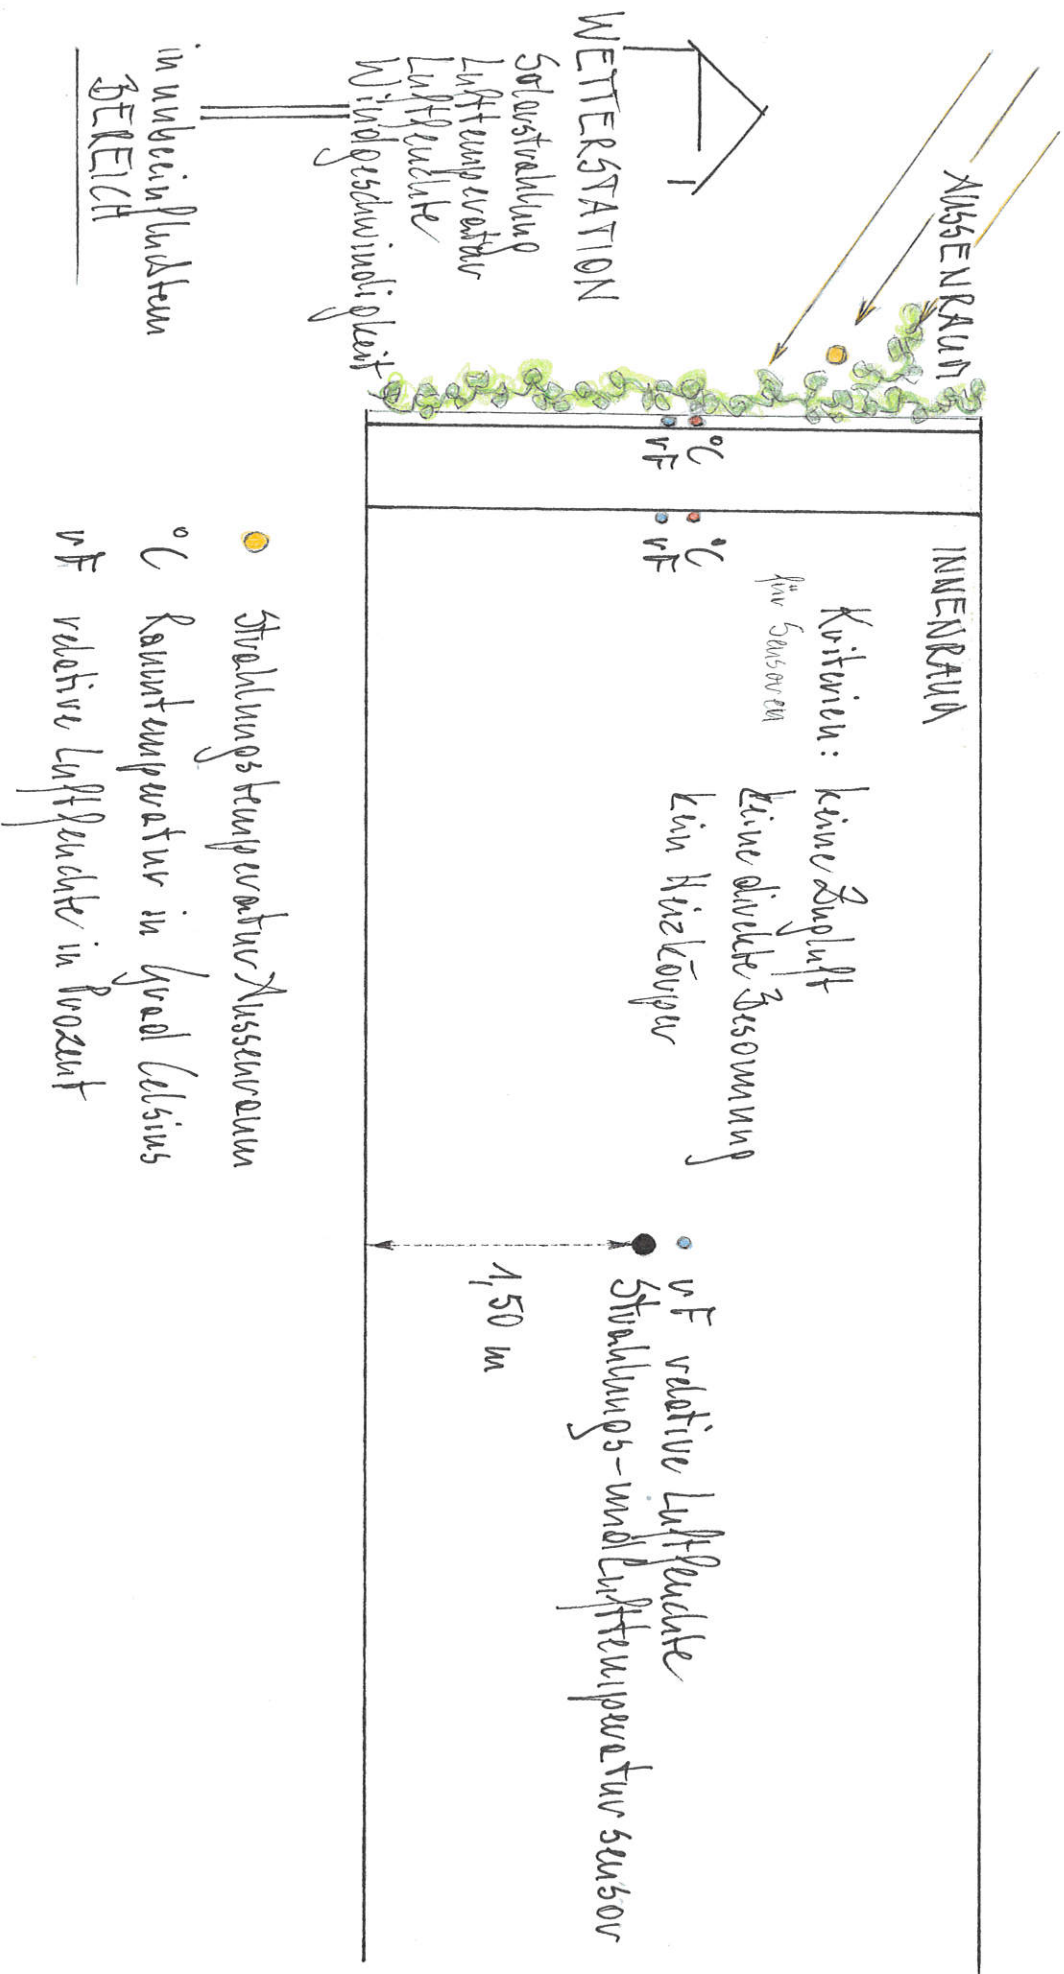 AUSSENRAUM
INNENRAUM
WETTERSTATION
Solarstrahlung
Lufttemperatur
Luftfeuchte
Windgeschwindigkeit
in unbeeinflußtem
BEREICH
°C
rF
°C
rF
Kriterien: keine Zugluft
für Sensoren
keine direkte Besonnung
kein Heizkörper
rF relative Luftfeuchte
Strahlungs- und Lufttemperatur sensor
1,50 m
Strahlungstemperatur Aussenraum
°C Raumtemperatur in Grad Celsius
rF relative Luftfeuchte in Prozent